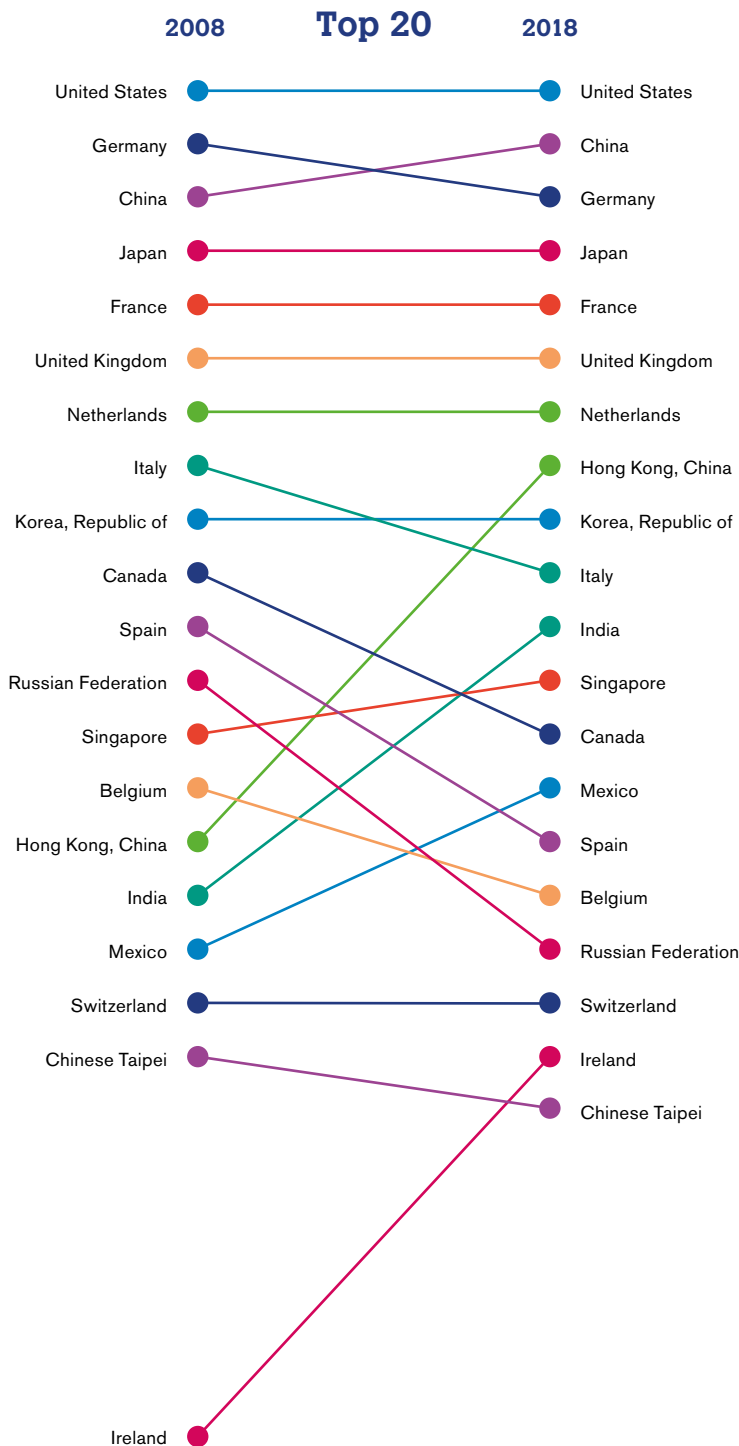 2008 Top 20 2018
United States United States
Germany China
China Germany
Japan Japan
France France
United Kingdom United Kingdom
Netherlands Netherlands
Italy Hong Kong, China
Korea, Republic of Korea, Republic of
Canada Italy
Spain India
Russian Federation Singapore
Singapore Canada
Belgium Mexico
Hong Kong, China Spain
India Belgium
Mexico Russian Federation
Switzerland Switzerland
Chinese Taipei Ireland
Chinese Taipei
Ireland